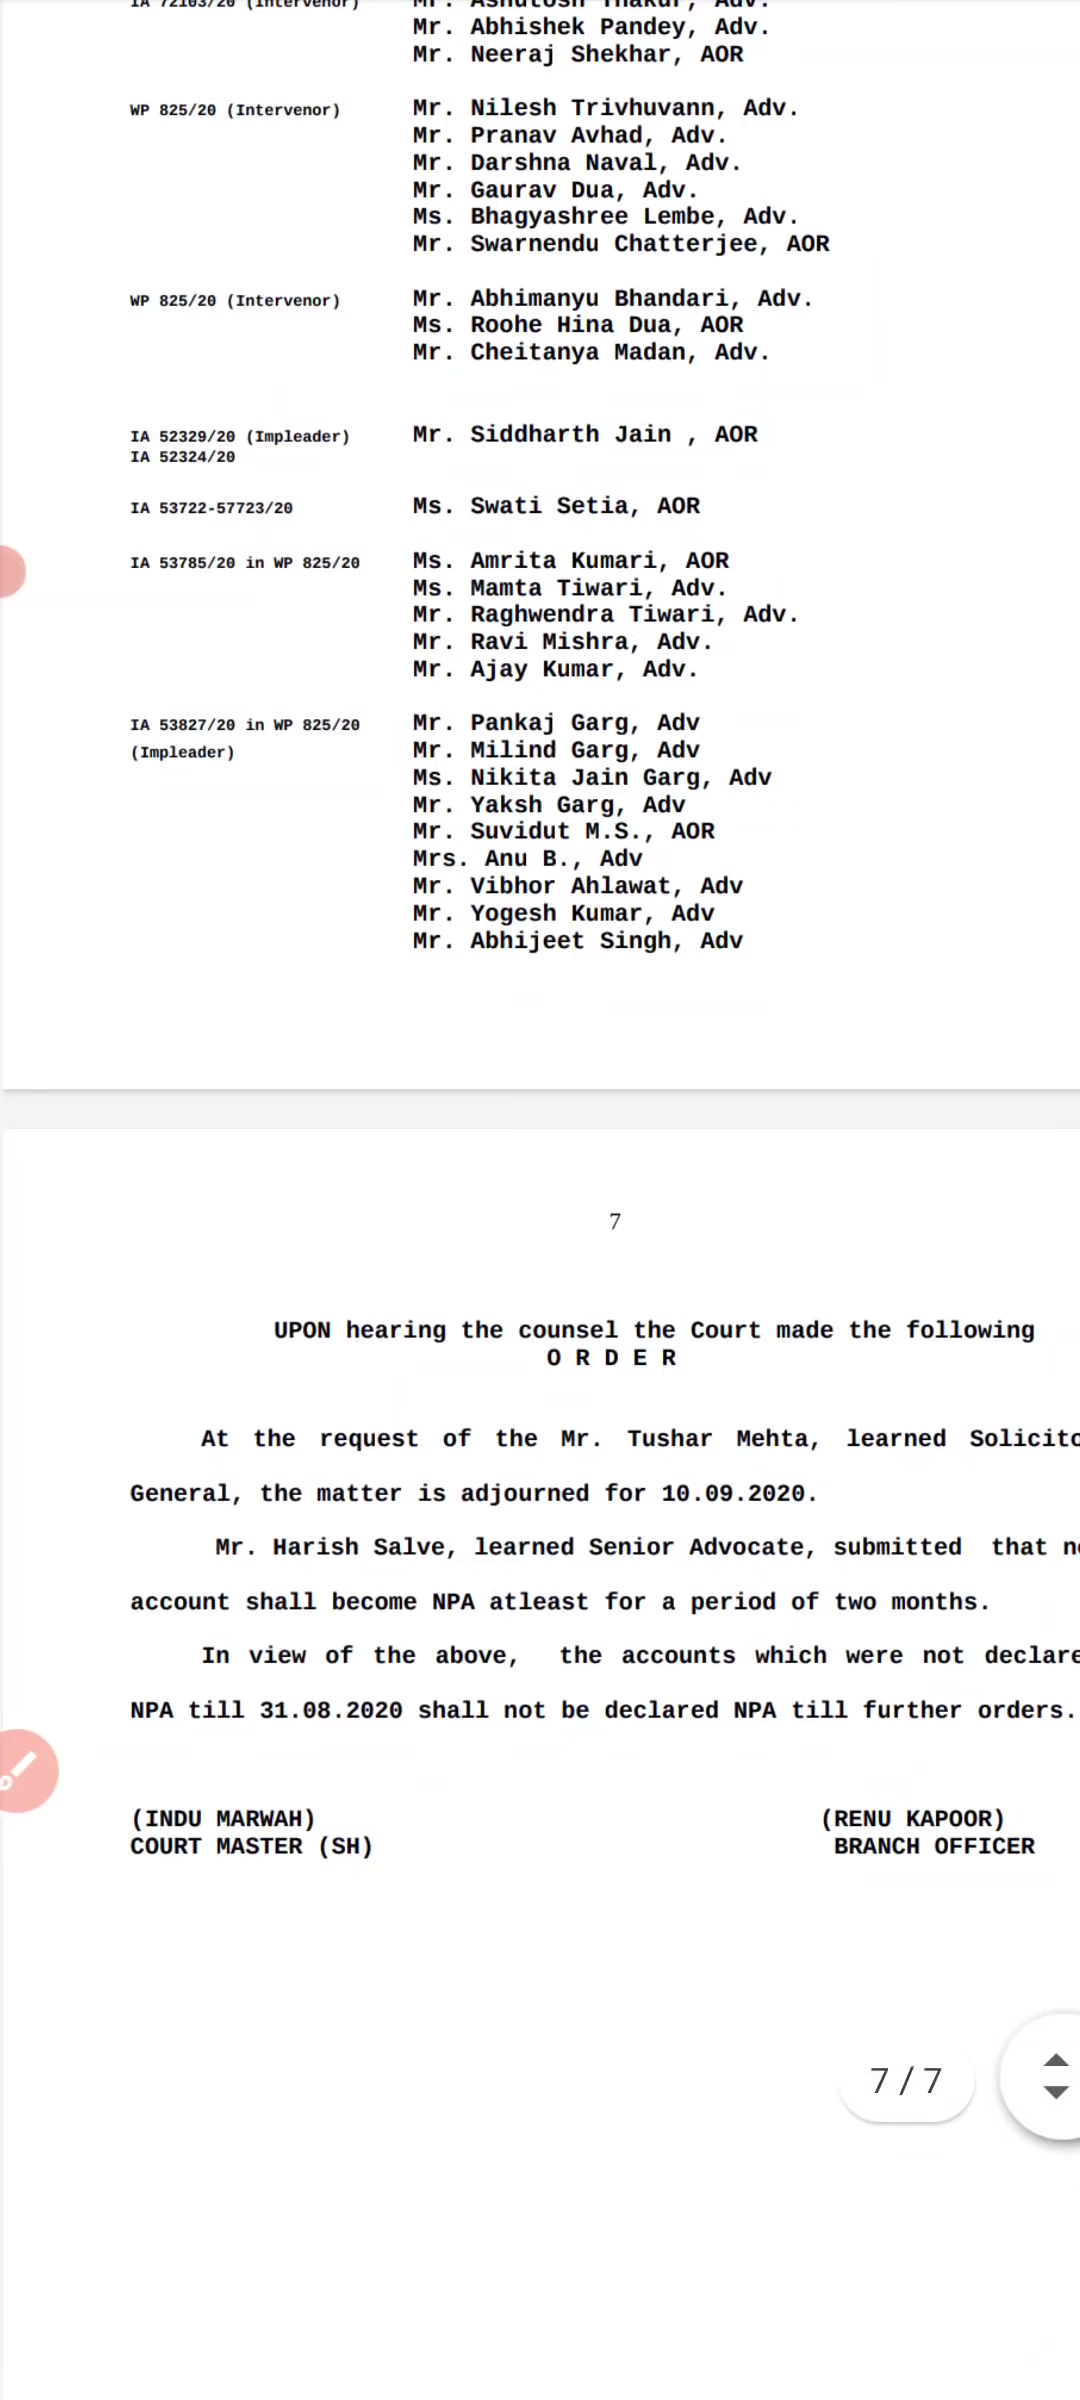 IA 72103/20 (Intervenor) Mr. Ashutosh Thakur, Adv.
Mr. Abhishek Pandey, Adv.
Mr. Neeraj Shekhar, AOR
WP 825/20 (Intervenor) Mr. Nilesh Trivhuvann, Adv.
Mr. Pranav Avhad, Adv.
Mr. Darshna Naval, Adv.
Mr. Gaurav Dua, Adv.
Ms. Bhagyashree Lembe, Adv.
Mr. Swarnendu Chatterjee, AOR
WP 825/20 (Intervenor) Mr. Abhimanyu Bhandari, Adv.
Ms. Roohe Hina Dua, AOR
Mr. Cheitanya Madan, Adv.
IA 52329/20 (Impleader) Mr. Siddharth Jain , AOR
IA 52324/20
IA 53722-57723/20 Ms. Swati Setia, AOR
IA 53785/20 in WP 825/20 Ms. Amrita Kumari, AOR
Ms. Mamta Tiwari, Adv.
Mr. Raghwendra Tiwari, Adv.
Mr. Ravi Mishra, Adv.
Mr. Ajay Kumar, Adv.
IA 53827/20 in WP 825/20 Mr. Pankaj Garg, Adv
(Impleader) Mr. Milind Garg, Adv
Ms. Nikita Jain Garg, Adv
Mr. Yaksh Garg, Adv
Mr. Suvidut M.S., AOR
Mrs. Anu B., Adv
Mr. Vibhor Ahlawat, Adv
Mr. Yogesh Kumar, Adv
Mr. Abhijeet Singh, Adv
7
UPON hearing the counsel the Court made the following
O R D E R
At the request of the Mr. Tushar Mehta, learned Solicito
General, the matter is adjourned for 10.09.2020.
Mr. Harish Salve, learned Senior Advocate, submitted that n
account shall become NPA atleast for a period of two months.
In view of the above, the accounts which were not declare
NPA till 31.08.2020 shall not be declared NPA till further orders.
(INDU MARWAH) (RENU KAPOOR)
COURT MASTER (SH) BRANCH OFFICER
7 / 7